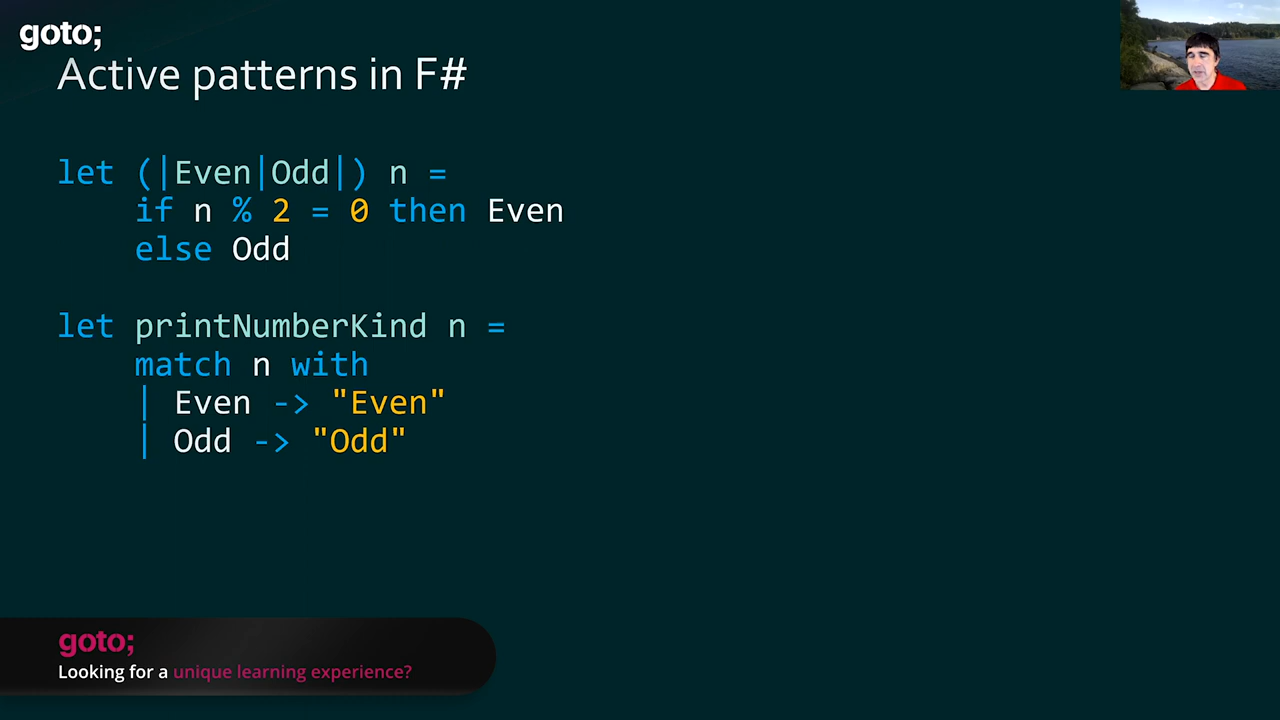 goto;
Active patterns in F#
let (|Even|Odd|) n =
    if n % 2 = 0 then Even
    else Odd
let printNumberKind n =
    match n with
    | Even -> "Even"
    | Odd -> "Odd"
goto;
Looking for a unique learning experience?